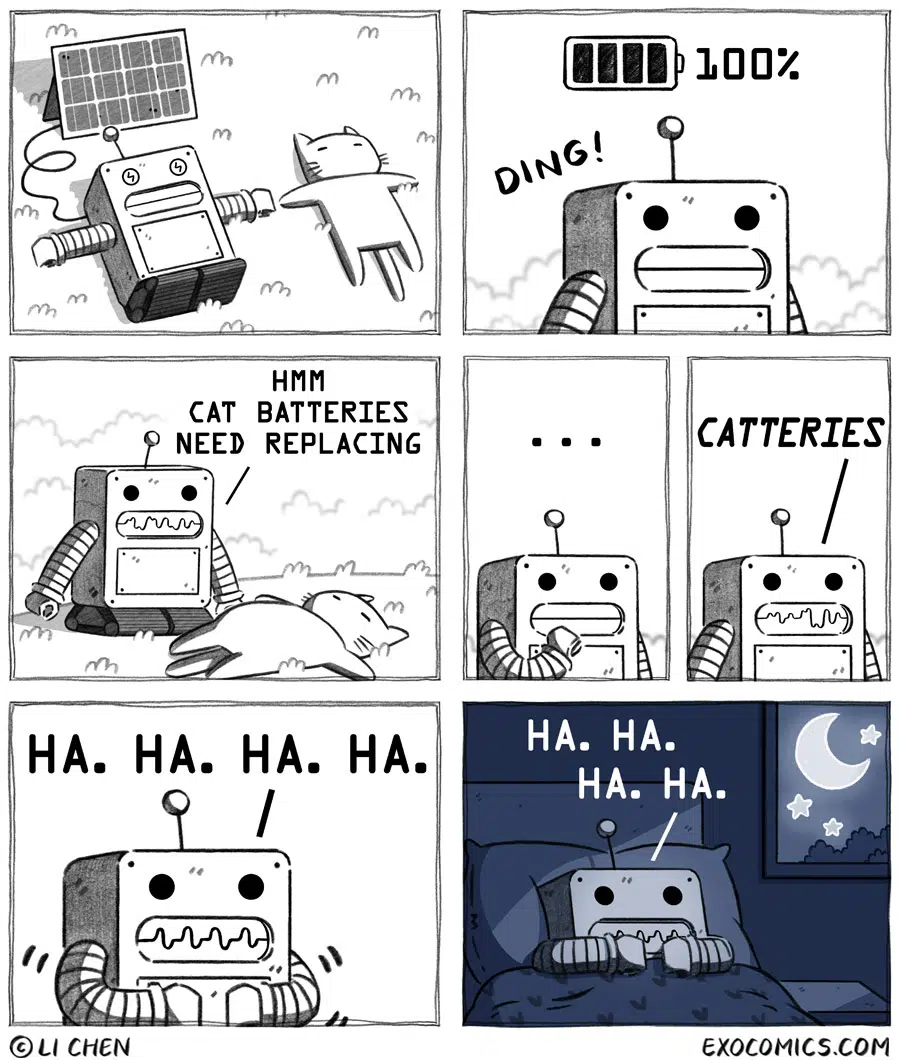 100%
DING!
HMM
CAT BATTERIES
NEED REPLACING
...
CATTERIES
HA. HA. HA. HA.
HA. HA.
HA. HA.
© LI CHEN
EXOCOMICS.COM